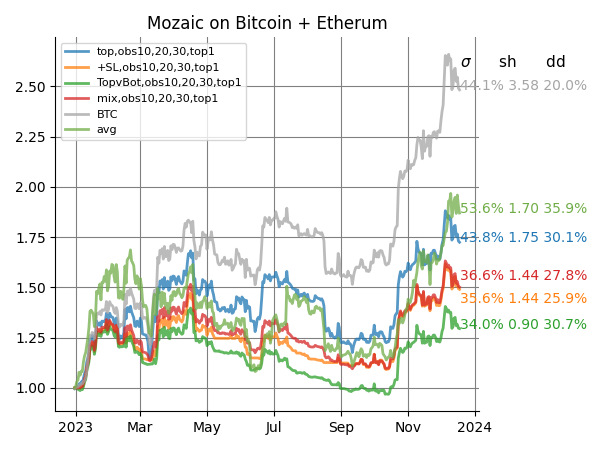 Mozaic on Bitcoin + Etherum
top,obs10,20,30,top1
+SL,obs10,20,30,top1
TopvBot,obs10,20,30,top1
mix,obs10,20,30,top1
BTC
avg
σ sh dd
44.1% 3.58 20.0%
53.6% 1.70 35.9%
43.8% 1.75 30.1%
36.6% 1.44 27.8%
35.6% 1.44 25.9%
34.0% 0.90 30.7%
2.50
2.25
2.00
1.75
1.50
1.25
1.00
2023 Mar May Jul Sep Nov 2024